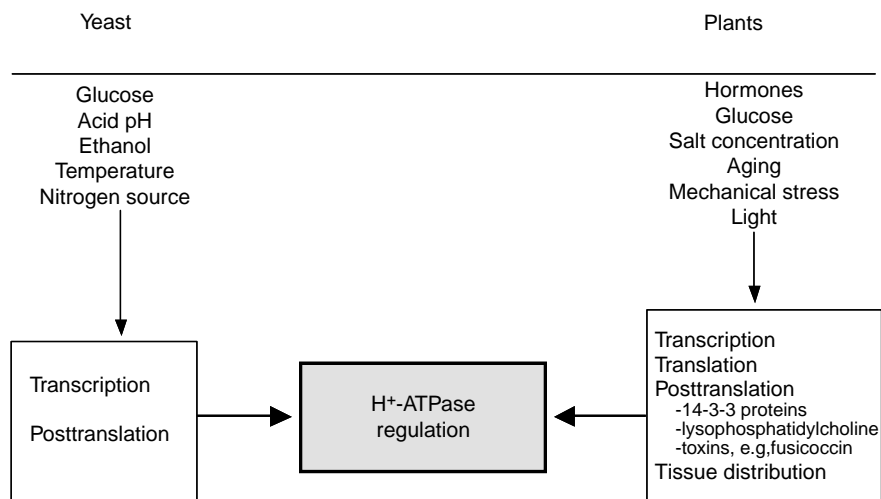 Yeast
Plants
Glucose
Acid pH
Ethanol
Temperature
Nitrogen source
Hormones
Glucose
Salt concentration
Aging
Mechanical stress
Light
Transcription
Posttranslation
H⁺-ATPase
regulation
Transcription
Translation
Posttranslation
-14-3-3 proteins
-lysophosphatidylcholine
-toxins, e.g,fusicoccin
Tissue distribution